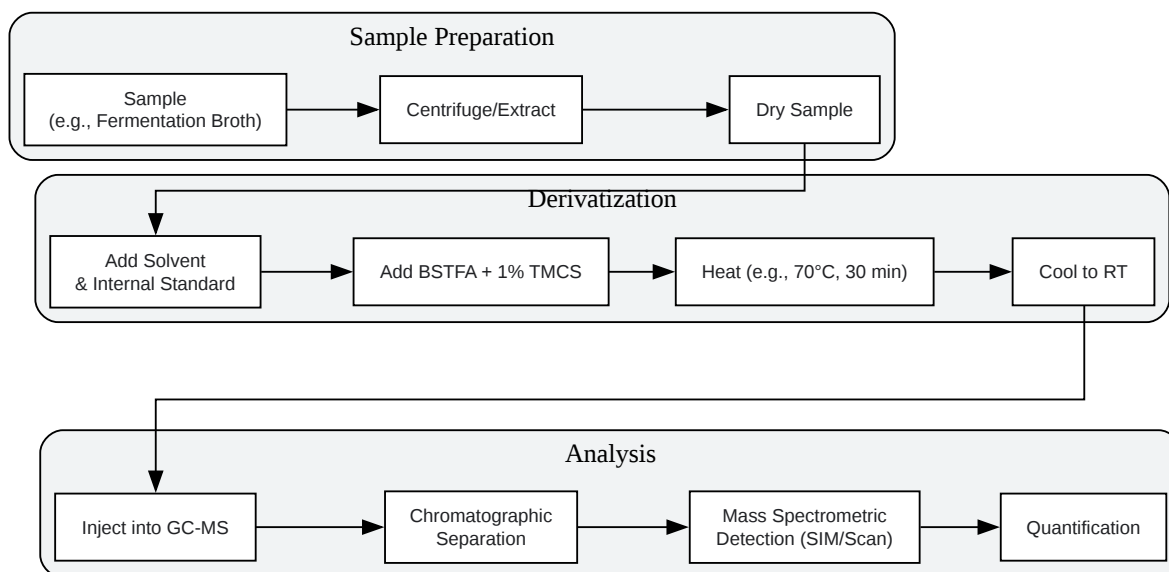 Sample Preparation
Sample
(e.g., Fermentation Broth)
Centrifuge/Extract
Dry Sample
Derivatization
Add Solvent
& Internal Standard
Add BSTFA + 1% TMCS
Heat (e.g., 70°C, 30 min)
Cool to RT
Analysis
Inject into GC-MS
Chromatographic
Separation
Mass Spectrometric
Detection (SIM/Scan)
Quantification